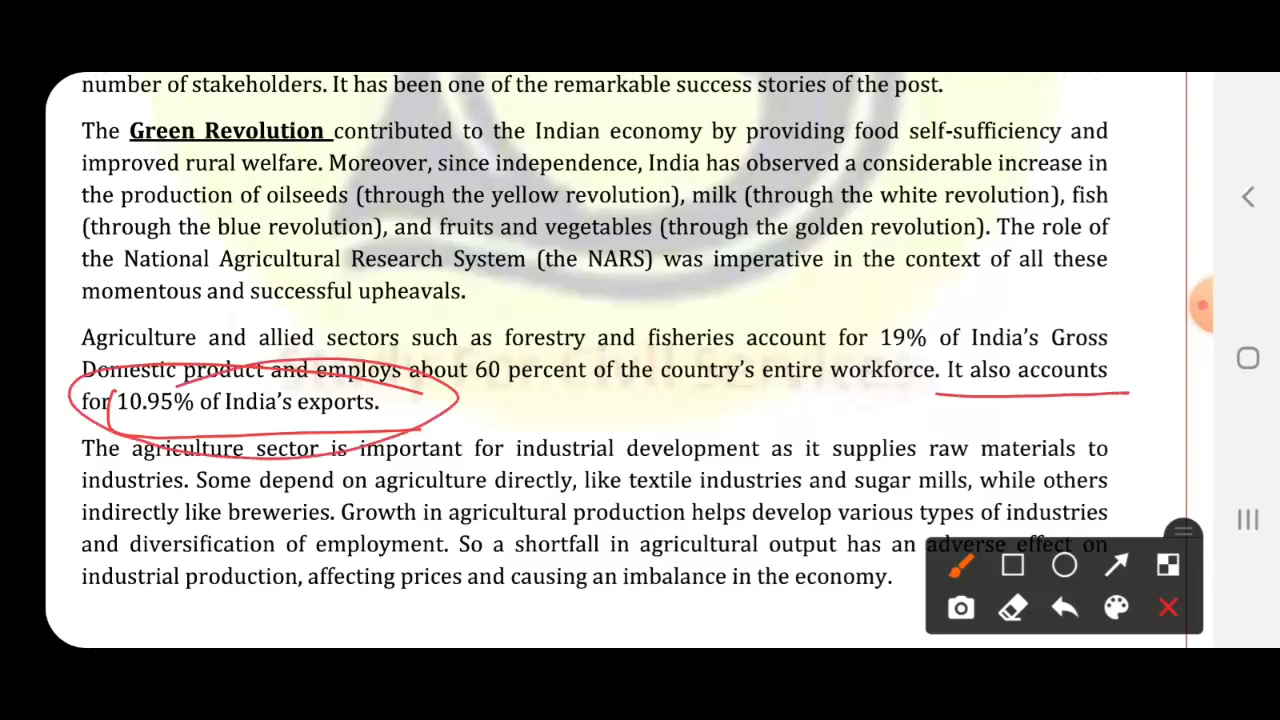 number of stakeholders. It has been one of the remarkable success stories of the post.
The Green Revolution contributed to the Indian economy by providing food self-sufficiency and
improved rural welfare. Moreover, since independence, India has observed a considerable increase in
the production of oilseeds (through the yellow revolution), milk (through the white revolution), fish
(through the blue revolution), and fruits and vegetables (through the golden revolution). The role of
the National Agricultural Research System (the NARS) was imperative in the context of all these
momentous and successful upheavals.
Agriculture and allied sectors such as forestry and fisheries account for 19% of India’s Gross
Domestic product and employs about 60 percent of the country’s entire workforce. It also accounts
for 10.95% of India’s exports.
The agriculture sector is important for industrial development as it supplies raw materials to
industries. Some depend on agriculture directly, like textile industries and sugar mills, while others
indirectly like breweries. Growth in agricultural production helps develop various types of industries
and diversification of employment. So a shortfall in agricultural output has an adverse effect on
industrial production, affecting prices and causing an imbalance in the economy.